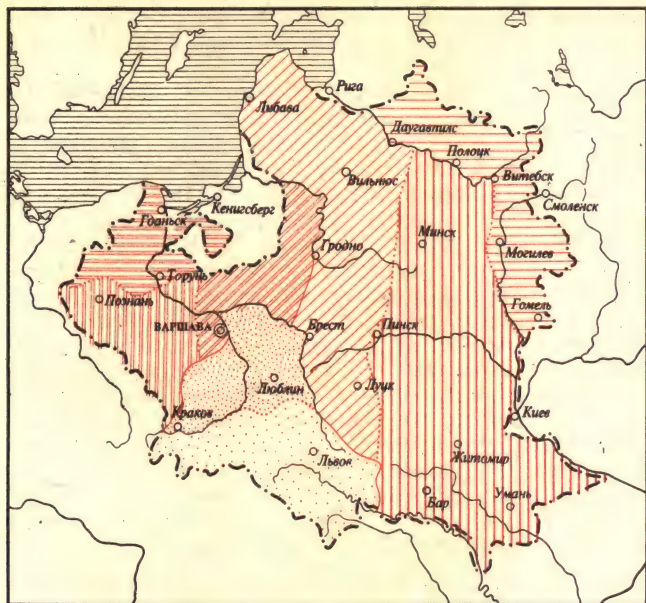 Рига
Либава
Даугавпилс
Полоцк
Вильнюс
Витебск
Смоленск
Кенигсберг
Гданьск
Минск
Гродно
Могилев
Торунь
Познань
Гомель
ВАРШАВА
Брест
Пинск
Люблин
Луцк
Краков
Киев
Житомир
Львов
Бар
Умань